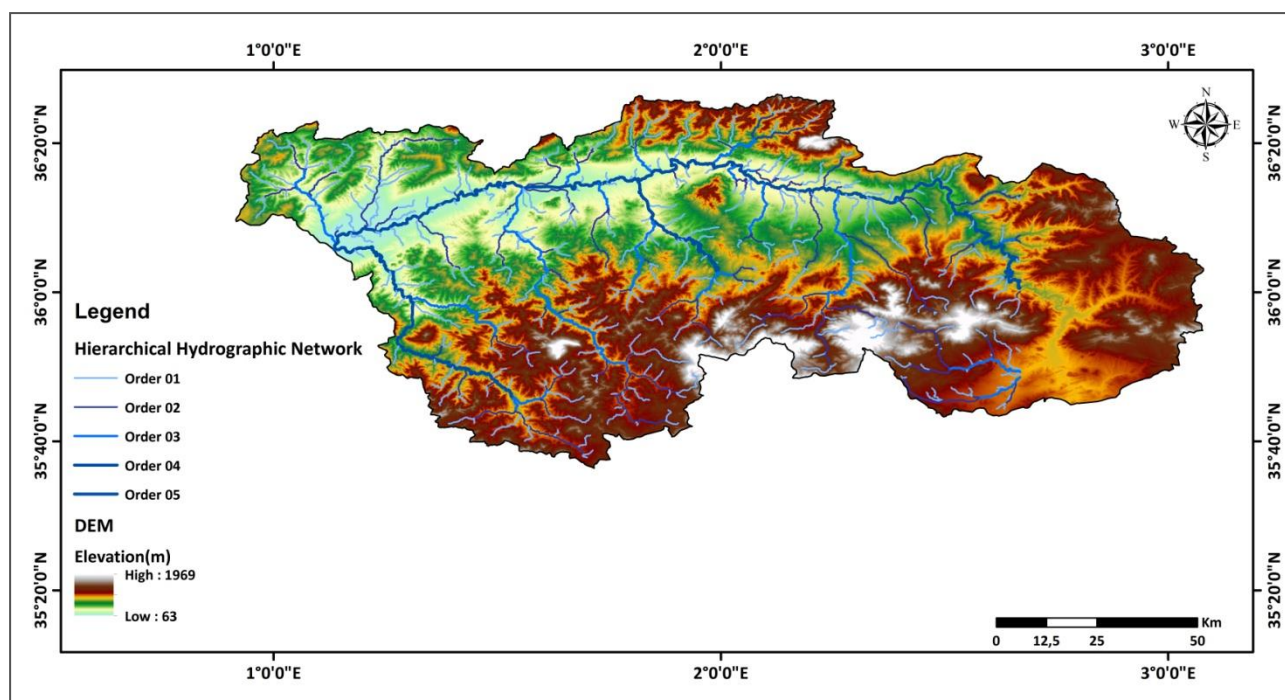 1°0'0"E 2°0'0"E 3°0'0"E
36°20'0"N
36°0'0"N
35°40'0"N
35°20'0"N
N
W E
S
36°20'0"N
36°0'0"N
35°40'0"N
35°20'0"N
Legend
Hierarchical Hydrographic Network
Order 01
Order 02
Order 03
Order 04
Order 05
DEM
Elevation(m)
High : 1969
Low : 63
Km
0 12,5 25 50
1°0'0"E 2°0'0"E 3°0'0"E